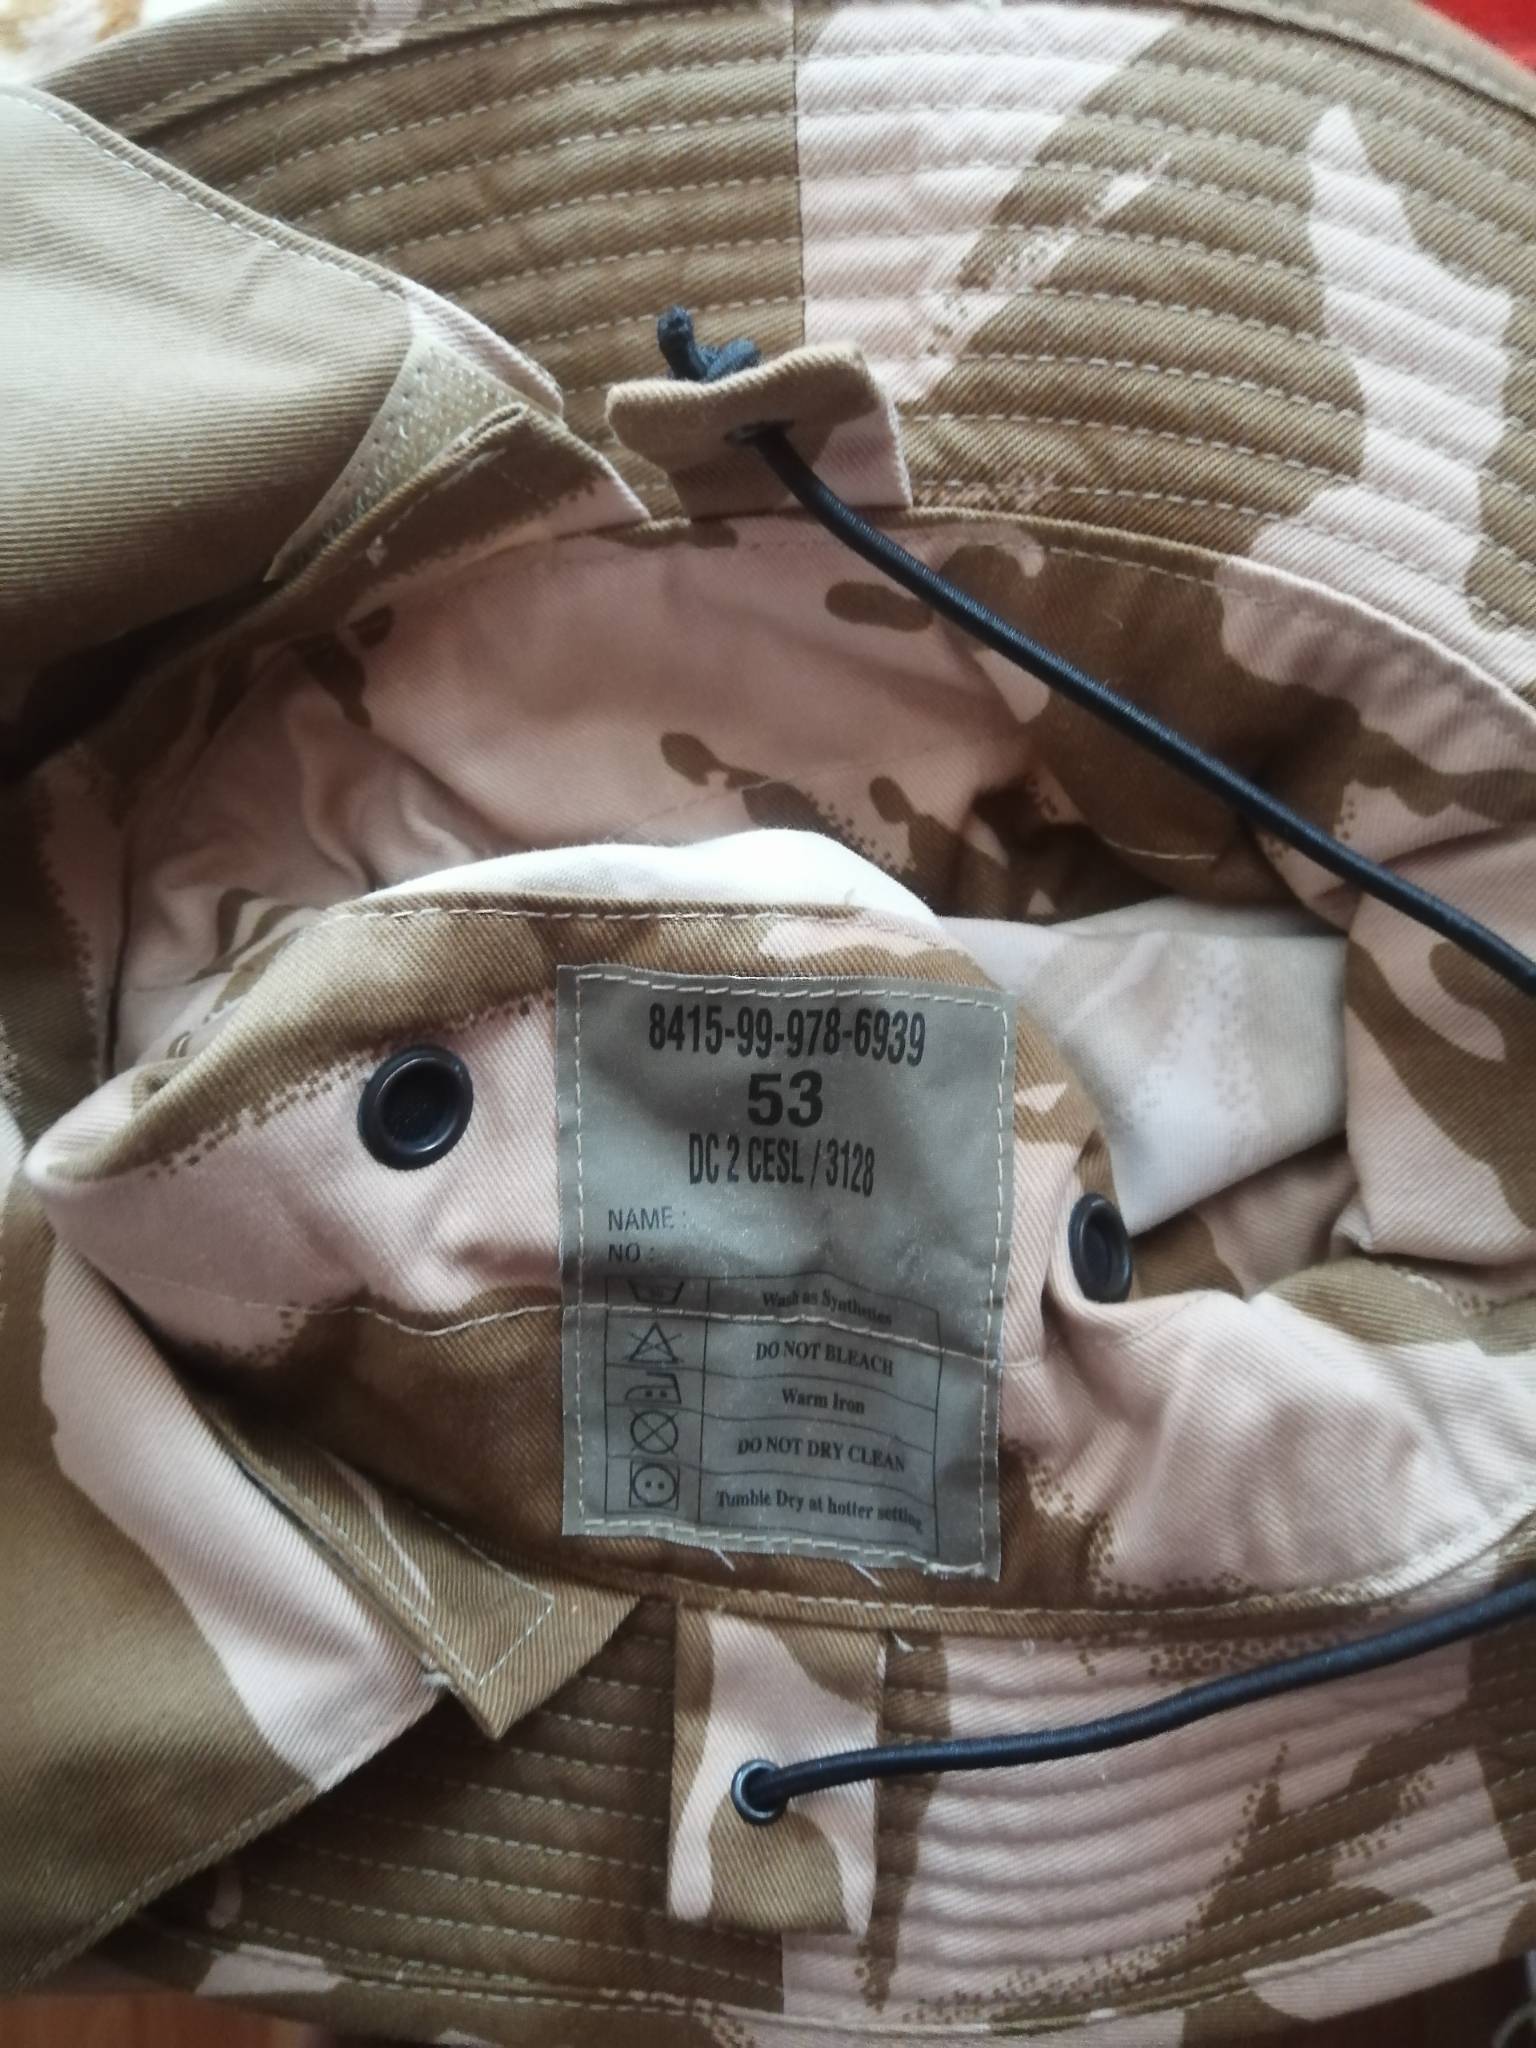 8415-99-978-6939
53
DC 2 CESL / 3128
NAME :
NO :
Wash as Synthetics
DO NOT BLEACH
Warm Iron
DO NOT DRY CLEAN
Tumble Dry at hotter setting